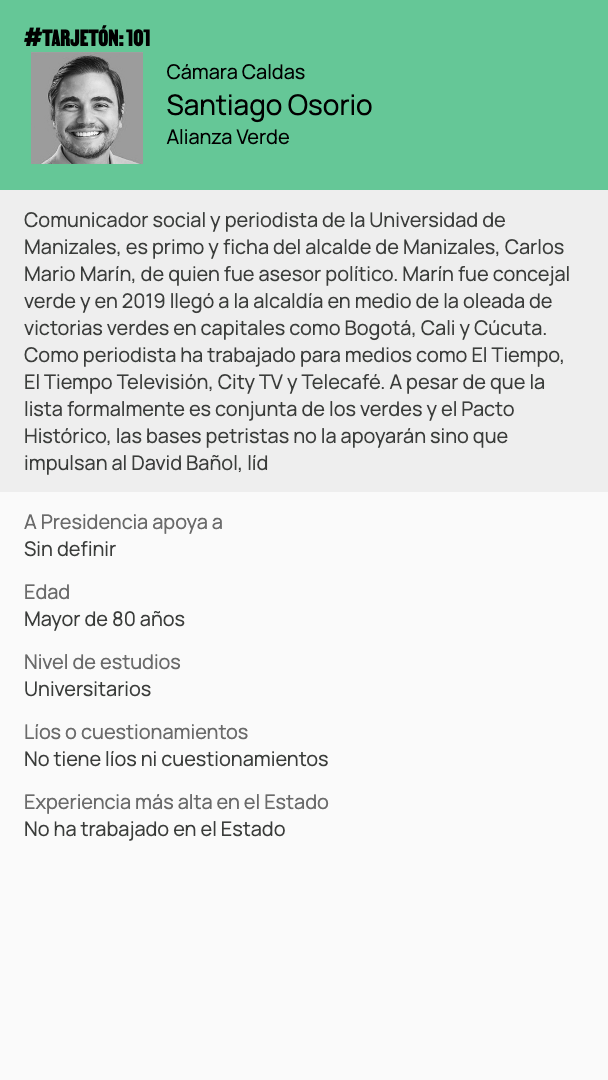 #TARJETÓN: 101
Cámara Caldas
Santiago Osorio
Alianza Verde
Comunicador social y periodista de la Universidad de
Manizales, es primo y ficha del alcalde de Manizales, Carlos
Mario Marín, de quien fue asesor político. Marín fue concejal
verde y en 2019 llegó a la alcaldía en medio de la oleada de
victorias verdes en capitales como Bogotá, Cali y Cúcuta.
Como periodista ha trabajado para medios como El Tiempo,
El Tiempo Televisión, City TV y Telecafé. A pesar de que la
lista formalmente es conjunta de los verdes y el Pacto
Histórico, las bases petristas no la apoyarán sino que
impulsan al David Bañol, líd
A Presidencia apoya a
Sin definir
Edad
Mayor de 80 años
Nivel de estudios
Universitarios
Líos o cuestionamientos
No tiene líos ni cuestionamientos
Experiencia más alta en el Estado
No ha trabajado en el Estado